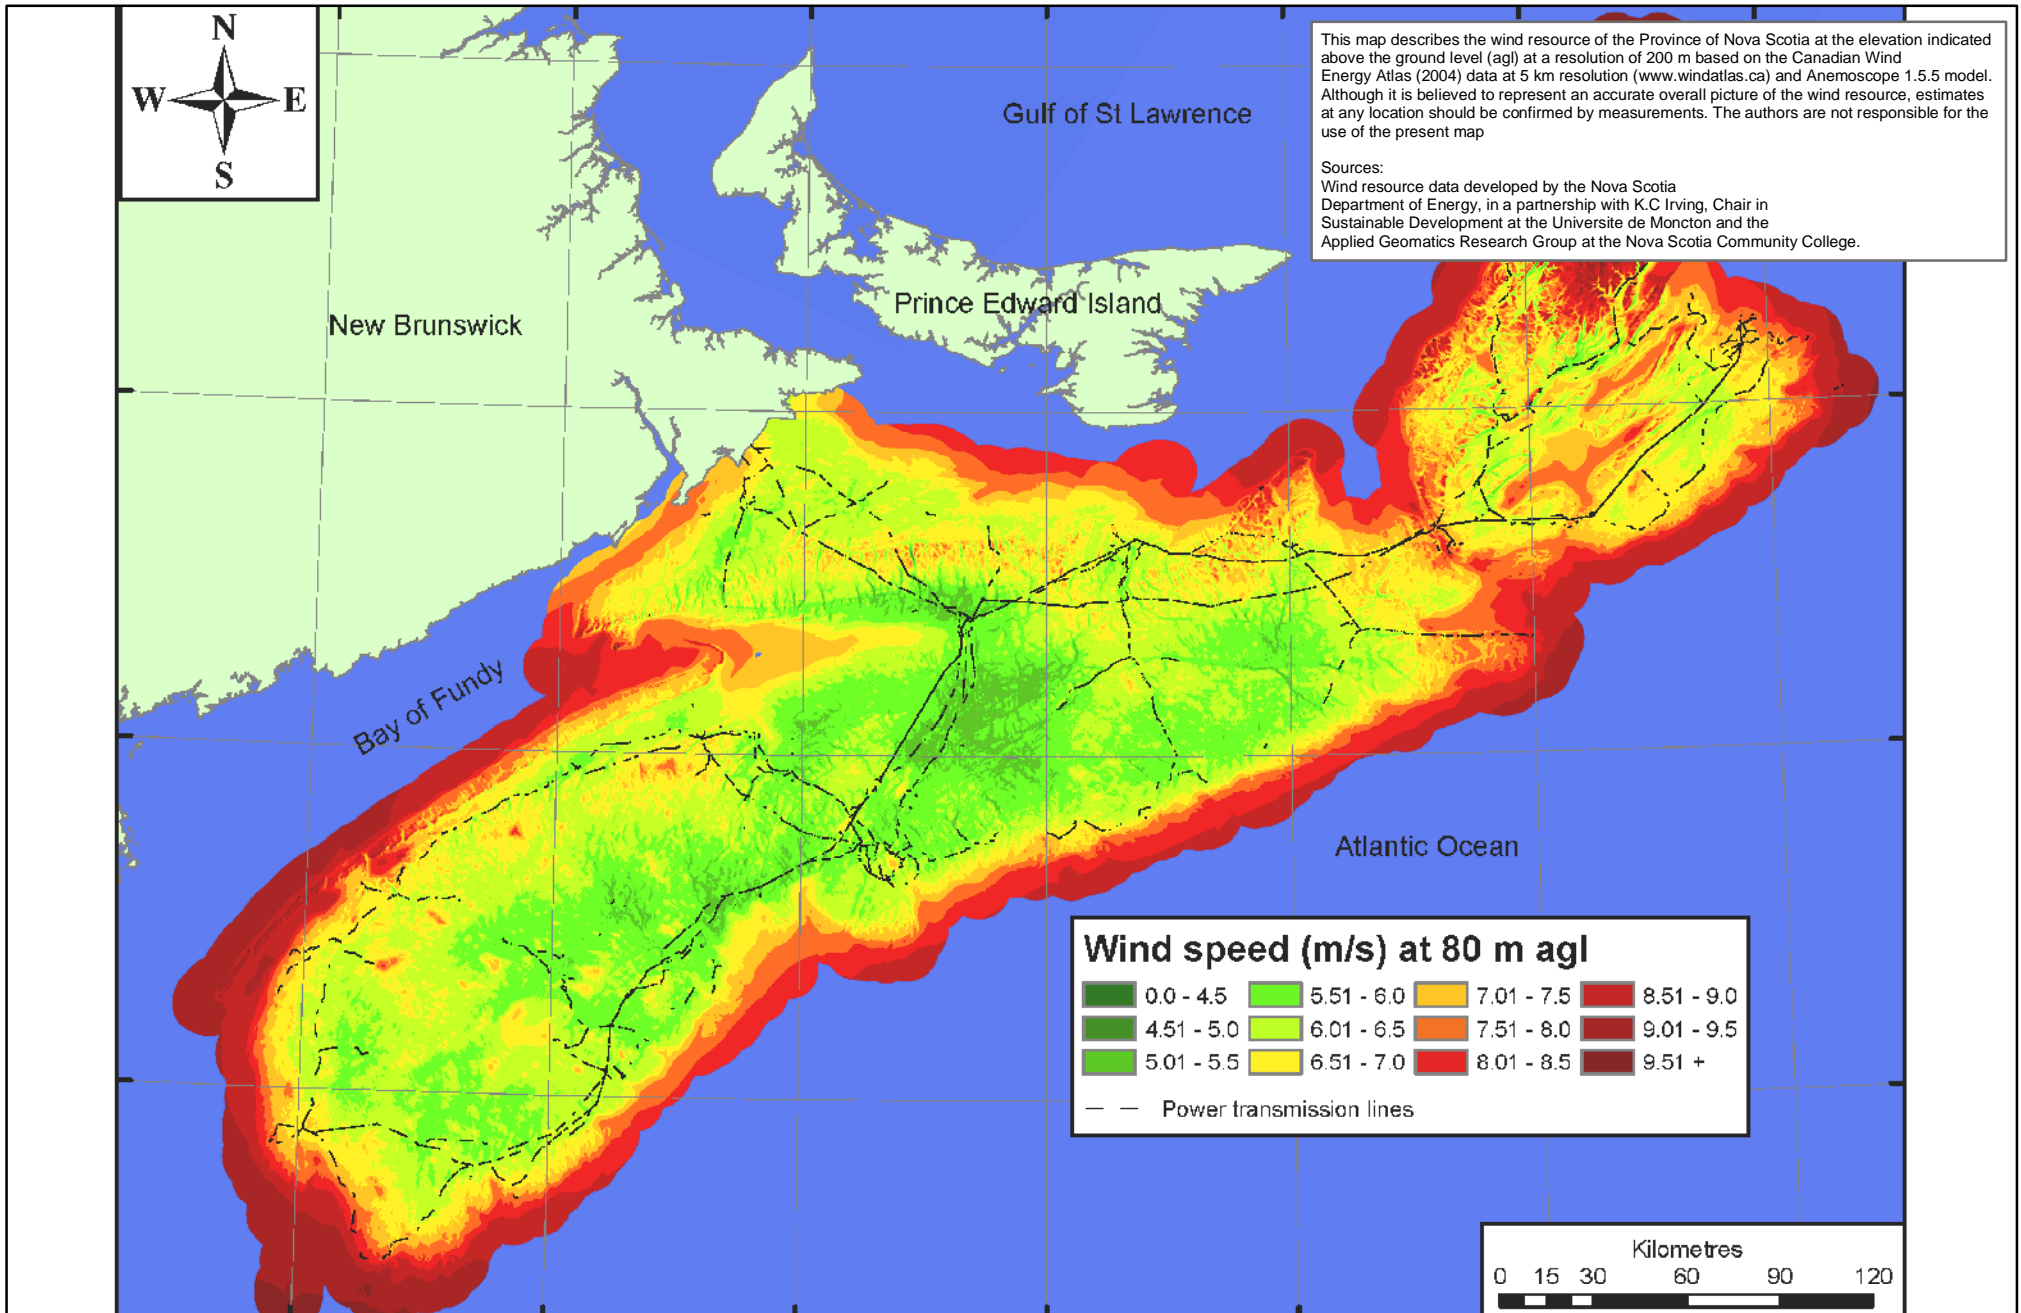 N
W E
S
This map describes the wind resource of the Province of Nova Scotia at the elevation indicated
above the ground level (agl) at a resolution of 200 m based on the Canadian Wind
Energy Atlas (2004) data at 5 km resolution (www.windatlas.ca) and Anemoscope 1.5.5 model.
Although it is believed to represent an accurate overall picture of the wind resource, estimates
at any location should be confirmed by measurements. The authors are not responsible for the
use of the present map
Sources:
Wind resource data developed by the Nova Scotia
Department of Energy, in a partnership with K.C Irving, Chair in
Sustainable Development at the Universite de Moncton and the
Applied Geomatics Research Group at the Nova Scotia Community College.
Gulf of St Lawrence
Prince Edward Island
New Brunswick
Bay of Fundy
Atlantic Ocean
Wind speed (m/s) at 80 m agl
0.0 - 4.5 5.51 - 6.0 7.01 - 7.5 8.51 - 9.0
4.51 - 5.0 6.01 - 6.5 7.51 - 8.0 9.01 - 9.5
5.01 - 5.5 6.51 - 7.0 8.01 - 8.5 9.51 +
Power transmission lines
Kilometres
0 15 30 60 90 120